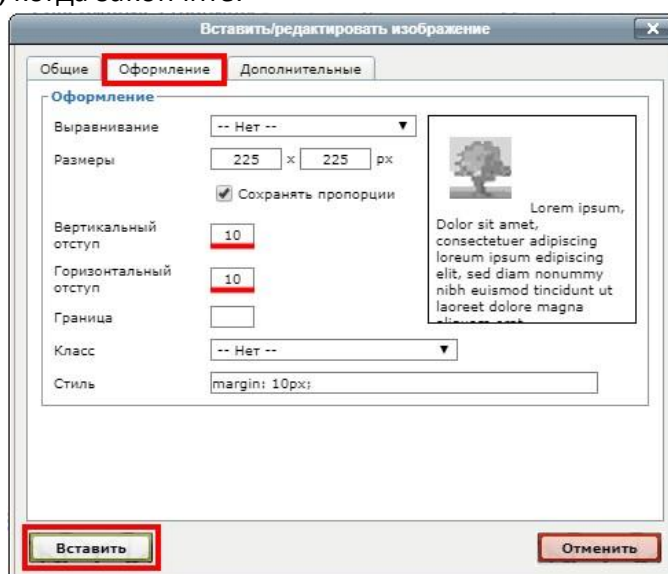 когда закончите.
Вставить/редактировать изображение X
Общие Оформление Дополнительные
Оформление
Выравнивание -- Нет --
Размеры 225 x 225 px
Сохранять пропорции
Вертикальный
отступ 10
Горизонтальный
отступ 10
Граница
Класс -- Нет --
Стиль margin: 10px;
Lorem ipsum,
Dolor sit amet,
consectetuer adipiscing
loreum ipsum edipiscing
elit, sed diam nonummy
nibh euismod tincidunt ut
laoreet dolore magna
Вставить Отменить